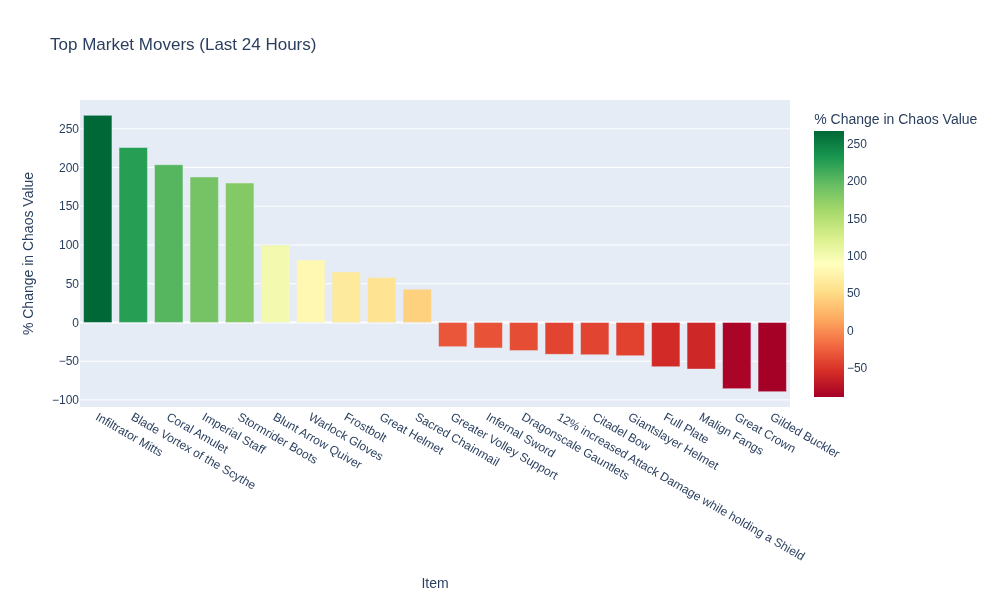 Top Market Movers (Last 24 Hours)
% Change in Chaos Value
250
200
150
100
50
0
−50
−100
Infiltrator Mitts
Blade Vortex of the Scythe
Coral Amulet
Imperial Staff
Stormrider Boots
Blunt Arrow Quiver
Warlock Gloves
Frostbolt
Great Helmet
Sacred Chainmail
Greater Volley Support
Infernal Sword
Dragonscale Gauntlets
12% increased Attack Damage while holding a Shield
Citadel Bow
Giantslayer Helmet
Full Plate
Malign Fangs
Great Crown
Gilded Buckler
Item
% Change in Chaos Value
250
200
150
100
50
0
−50